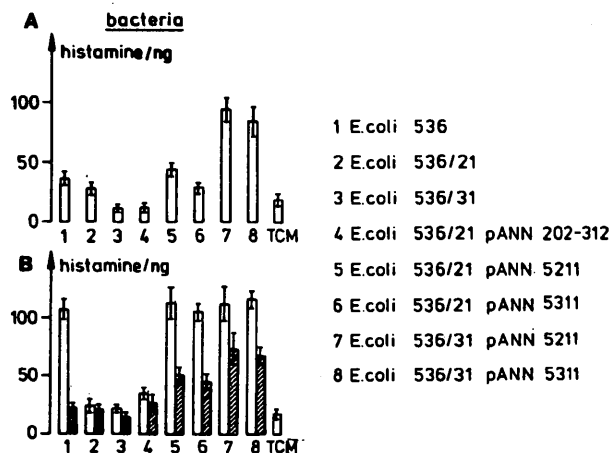 bacteria
A
histamine/ng
100
50
0
1 2 3 4 5 6 7 8 TCM
B
histamine/ng
100
50
0
1 2 3 4 5 6 7 8 TCM
1 E.coli 536
2 E.coli 536/21
3 E.coli 536/31
4 E.coli 536/21 pANN 202-312
5 E.coli 536/21 pANN 5211
6 E.coli 536/21 pANN 5311
7 E.coli 536/31 pANN 5211
8 E.coli 536/31 pANN 5311